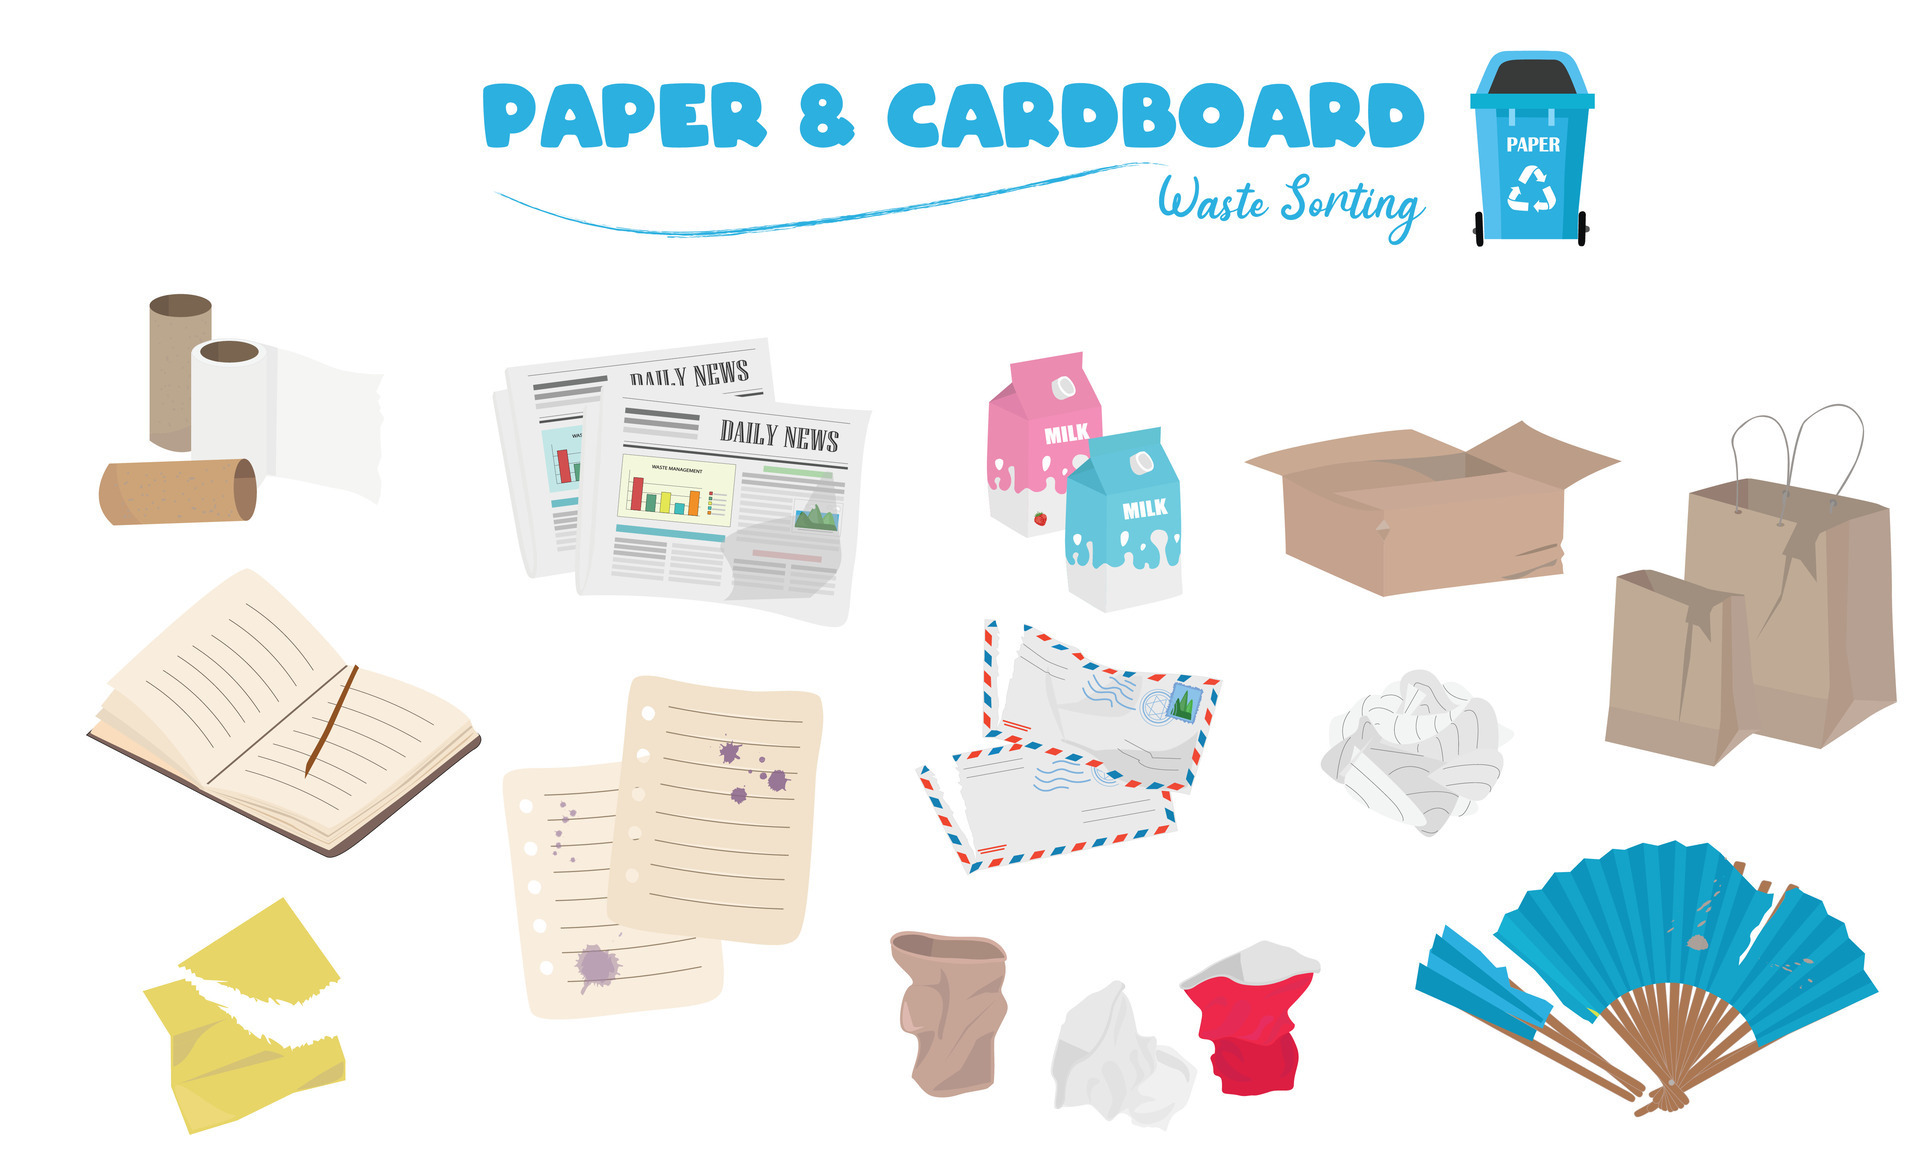 PAPER & CARDBOARD
Waste Sorting
PAPER
DAILY NEWS
DAILY NEWS
WASTE MANAGEMENT
MILK
MILK